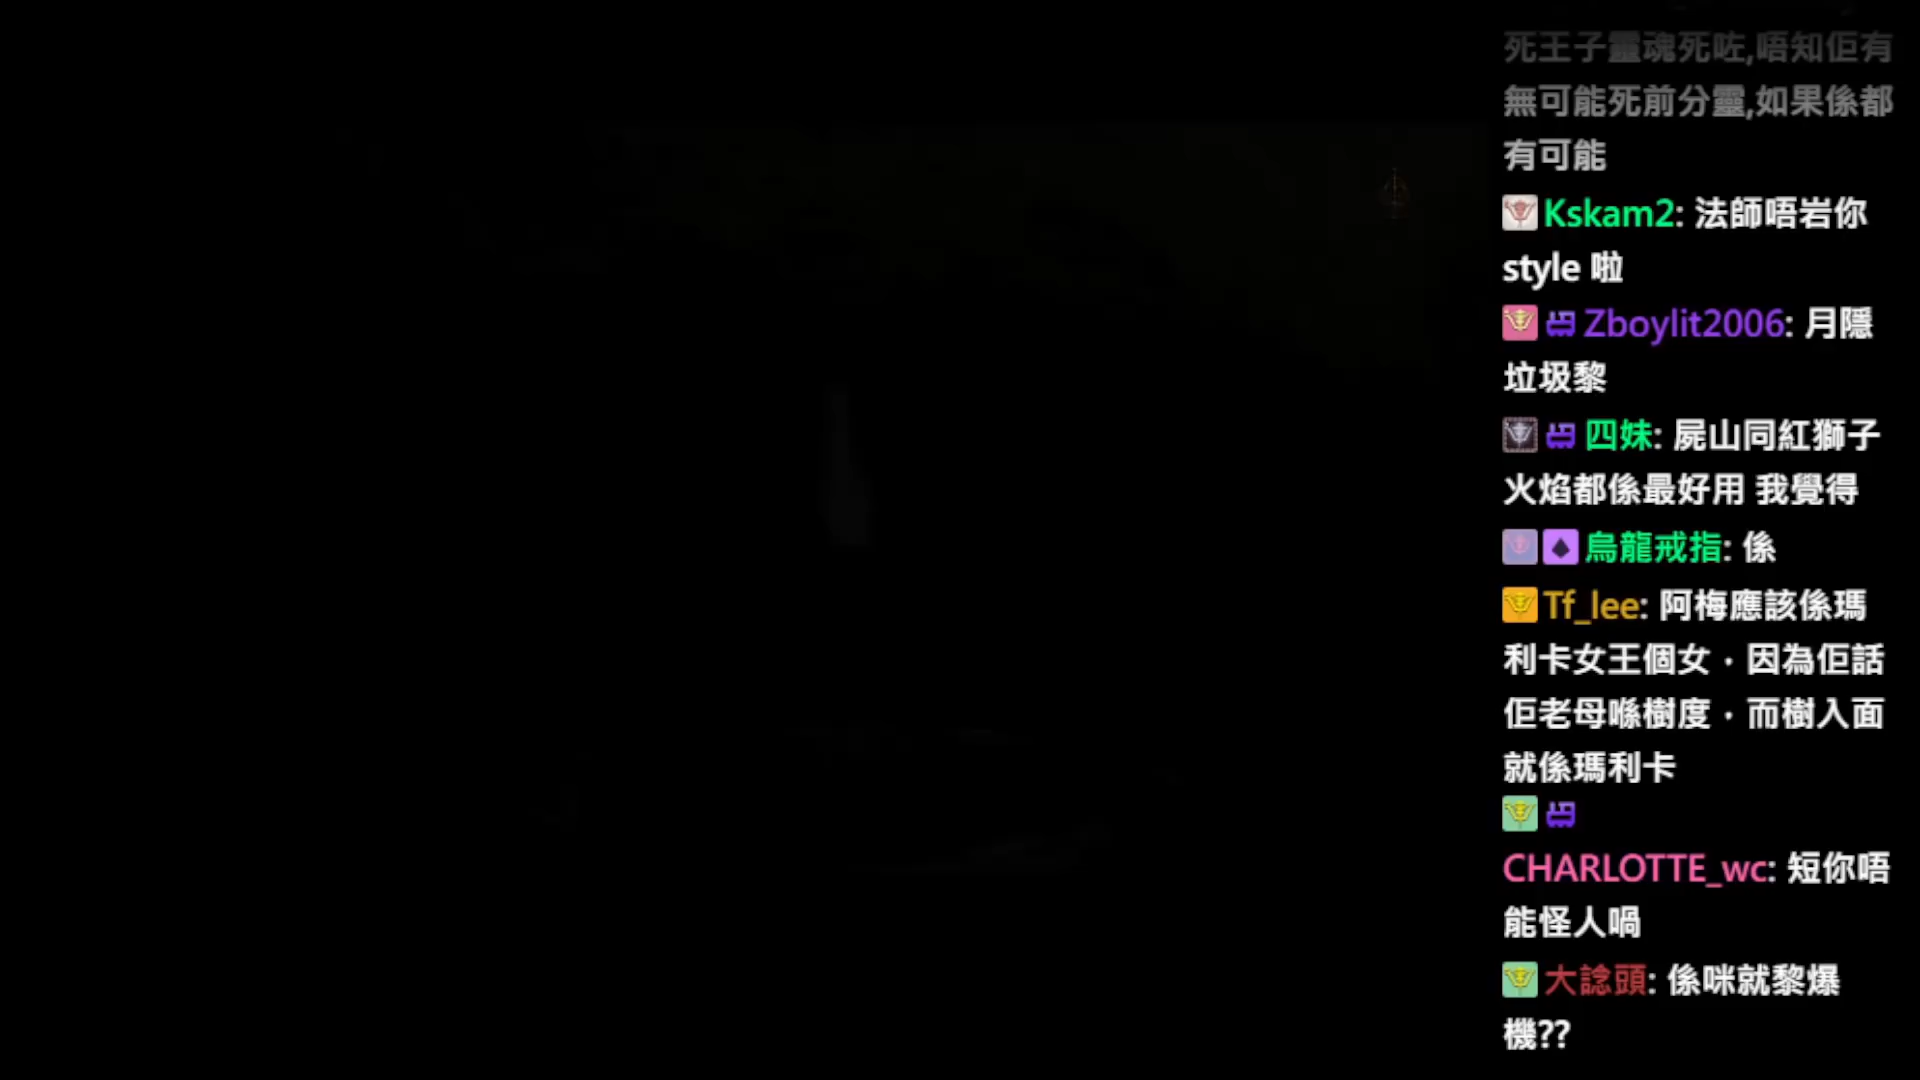 死王子靈魂死咗,唔知佢有
無可能死前分靈,如果係都
有可能
Kskam2: 法師唔岩你
style 啦
Zboylit2006: 月隱
垃圾黎
四妹: 屍山同紅獅子
火焰都係最好用 我覺得
烏龍戒指: 係
Tf_lee: 阿梅應該係瑪
利卡女王個女，因為佢話
佢老母喺樹度，而樹入面
就係瑪利卡
CHARLOTTE_wc: 短你唔
能怪人喎
大諗頭: 係咪就黎爆
機??